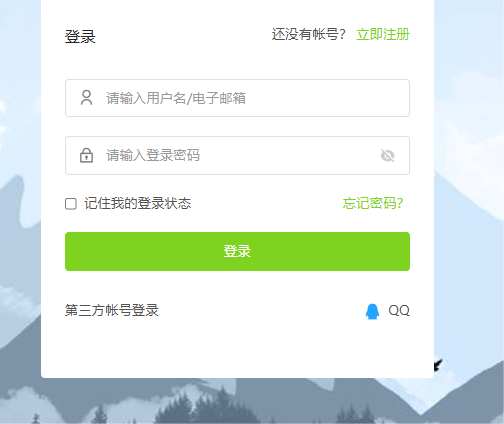 登录 还没有帐号? 立即注册
请输入用户名/电子邮箱
请输入登录密码
记住我的登录状态 忘记密码?
登录
第三方帐号登录 QQ